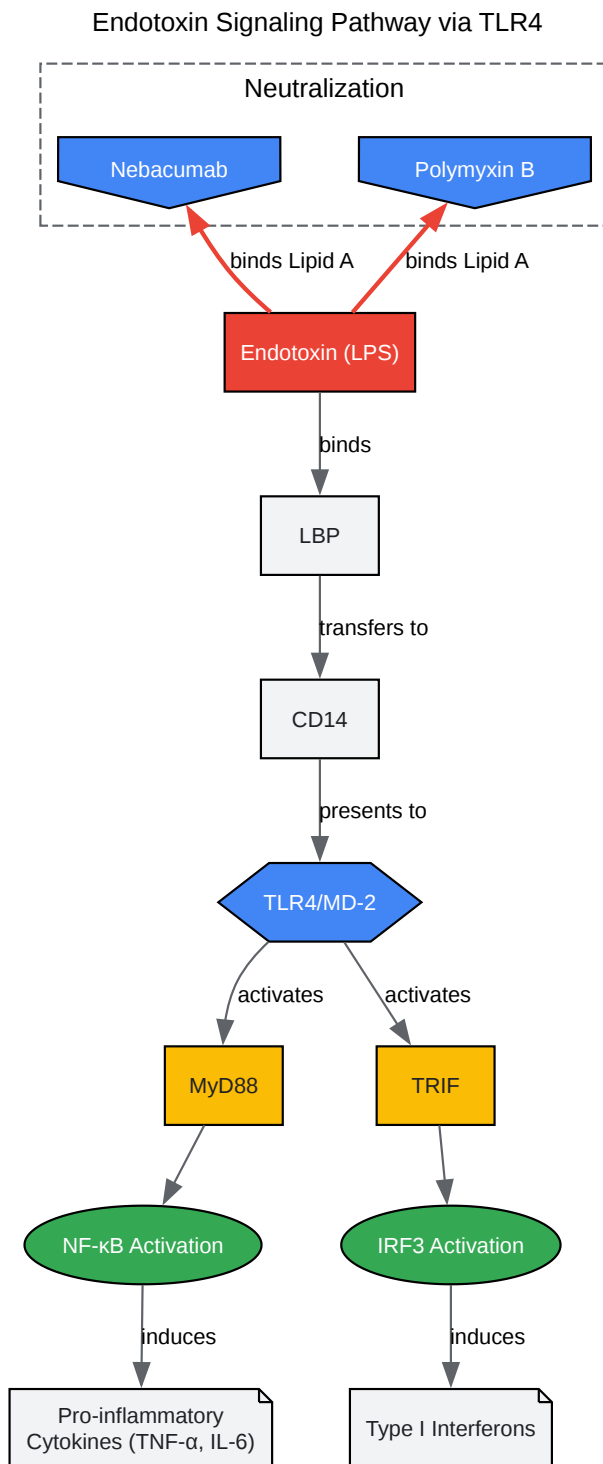 Endotoxin Signaling Pathway via TLR4
Neutralization
Nebacumab
Polymyxin B
binds Lipid A
binds Lipid A
Endotoxin (LPS)
binds
LBP
transfers to
CD14
presents to
TLR4/MD-2
activates
activates
MyD88
TRIF
NF-κB Activation
IRF3 Activation
induces
induces
Pro-inflammatory
Cytokines (TNF-α, IL-6)
Type I Interferons